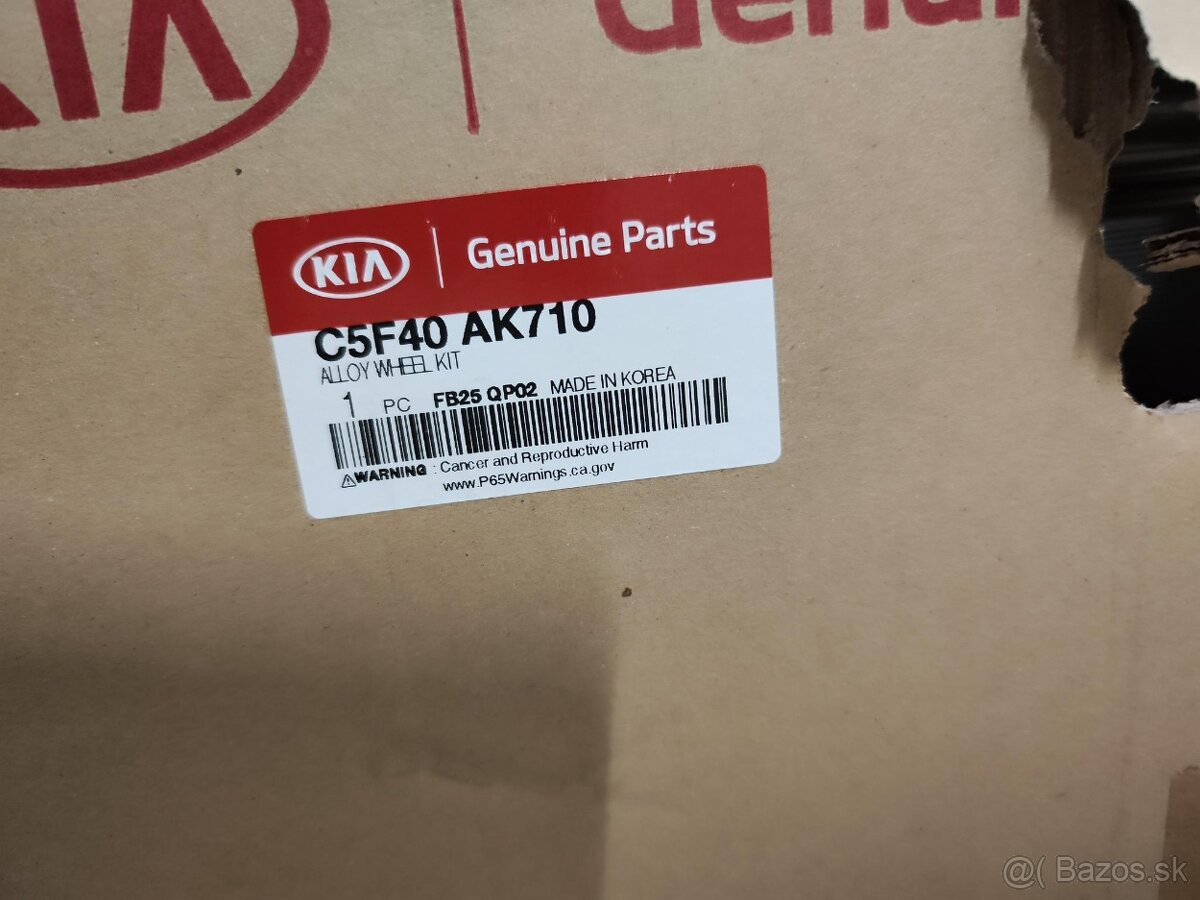 KIA
Genuine Parts
C5F40 AK710
ALLOY WHEEL KIT
1 PC FB25 QP02 MADE IN KOREA
⚠WARNING : Cancer and Reproductive Harm
www.P65Warnings.ca.gov
@( Bazos.sk